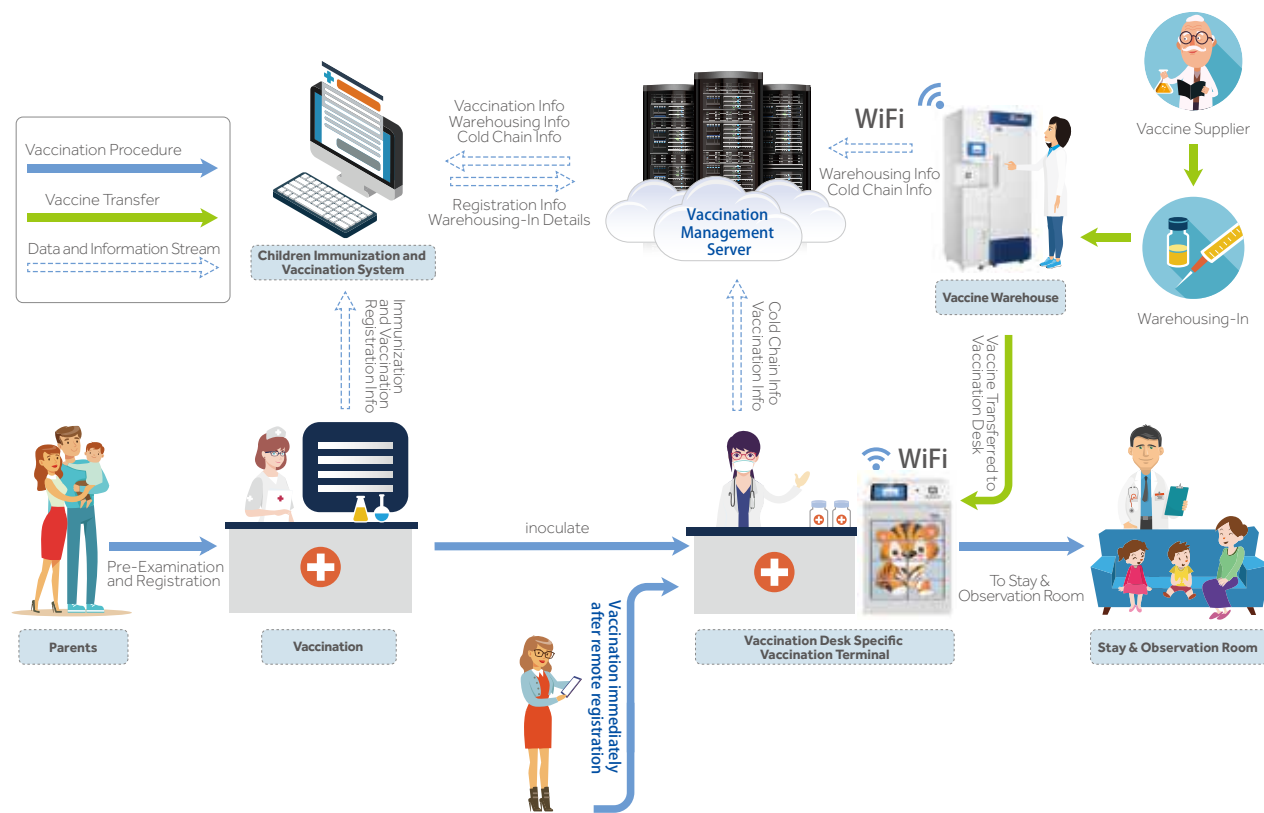 Vaccination Procedure
Vaccine Transfer
Data and Information Stream
Children Immunization and
Vaccination System
Vaccination Info
Warehousing Info
Cold Chain Info
Registration Info
Warehousing-In Details
Vaccination
Management
Server
WiFi
Warehousing Info
Cold Chain Info
Vaccine Warehouse
Vaccine Supplier
Warehousing-In
Immunization
and Vaccination
Registration Info
Cold Chain Info
Vaccination Info
Vaccine Transferred to
Vaccination Desk
WiFi
Pre-Examination
and Registration
inoculate
To Stay &
Observation Room
Parents
Vaccination
Vaccination Desk Specific
Vaccination Terminal
Stay & Observation Room
Vaccination immediately
after remote registration